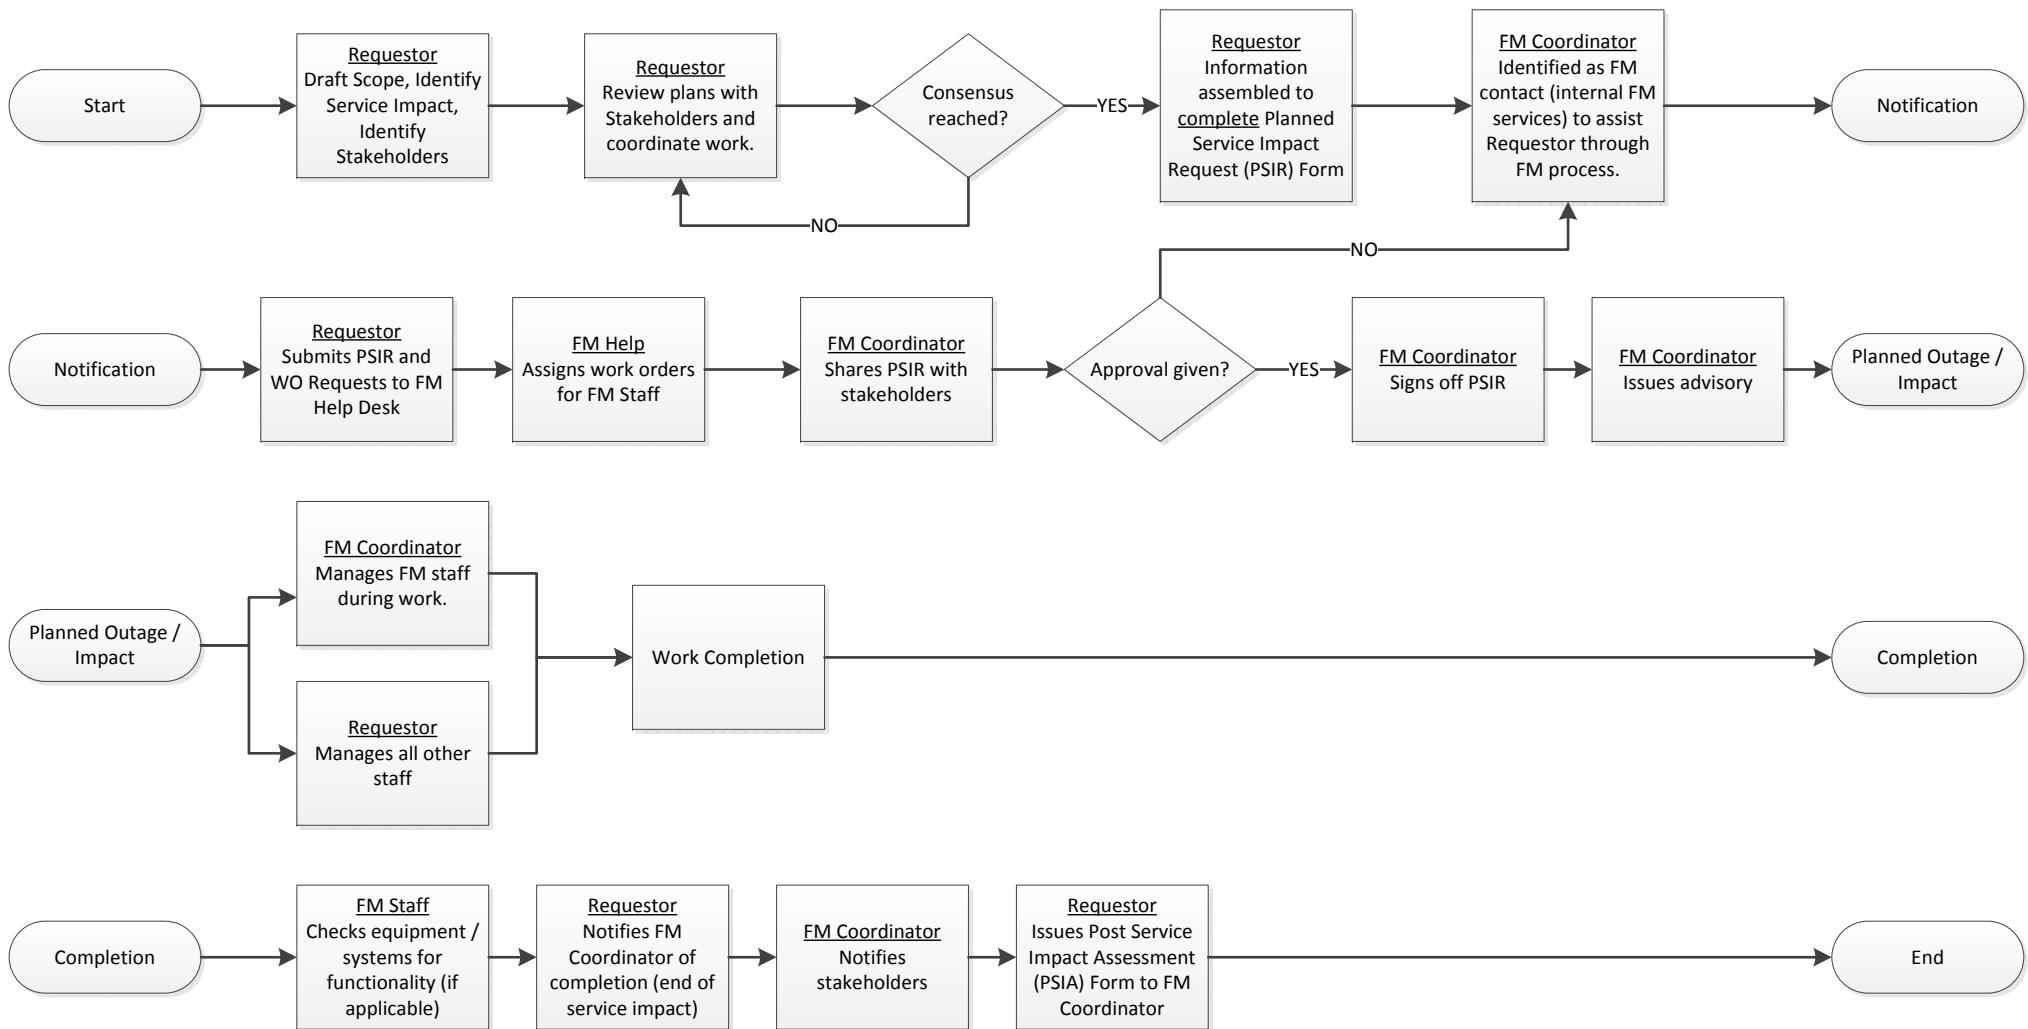 Start
Requestor
Draft Scope, Identify
Service Impact,
Identify
Stakeholders
Requestor
Review plans with
Stakeholders and
coordinate work.
Consensus
reached?
YES
NO
Requestor
Information
assembled to
complete Planned
Service Impact
Request (PSIR) Form
FM Coordinator
Identified as FM
contact (internal FM
services) to assist
Requestor through
FM process.
Notification
Notification
Requestor
Submits PSIR and
WO Requests to FM
Help Desk
FM Help
Assigns work orders
for FM Staff
FM Coordinator
Shares PSIR with
stakeholders
Approval given?
NO
YES
FM Coordinator
Signs off PSIR
FM Coordinator
Issues advisory
Planned Outage /
Impact
Planned Outage /
Impact
FM Coordinator
Manages FM staff
during work.
Requestor
Manages all other
staff
Work Completion
Completion
Completion
FM Staff
Checks equipment /
systems for
functionality (if
applicable)
Requestor
Notifies FM
Coordinator of
completion (end of
service impact)
FM Coordinator
Notifies
stakeholders
Requestor
Issues Post Service
Impact Assessment
(PSIA) Form to FM
Coordinator
End